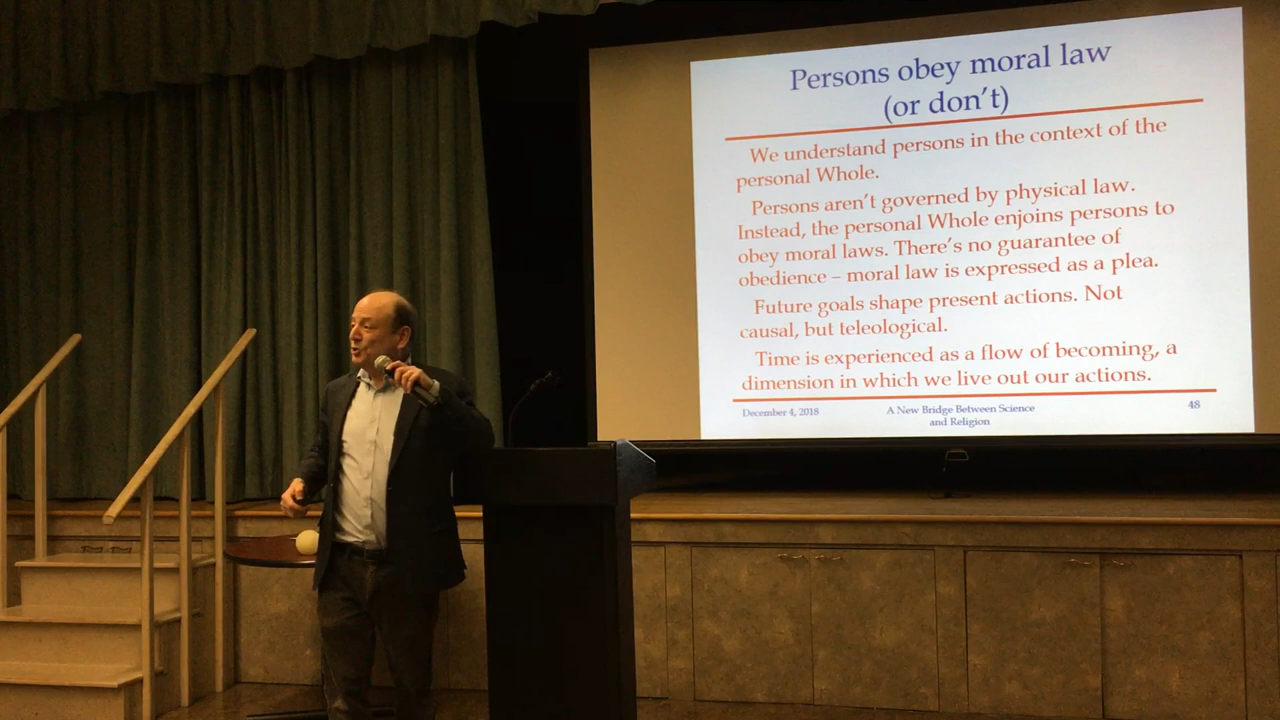 Persons obey moral law
(or don't)
We understand persons in the context of the
personal Whole.
Persons aren't governed by physical law.
Instead, the personal Whole enjoins persons to
obey moral laws. There's no guarantee of
obedience – moral law is expressed as a plea.
Future goals shape present actions. Not
causal, but teleological.
Time is experienced as a flow of becoming, a
dimension in which we live out our actions.
December 4, 2018
A New Bridge Between Science
and Religion
48